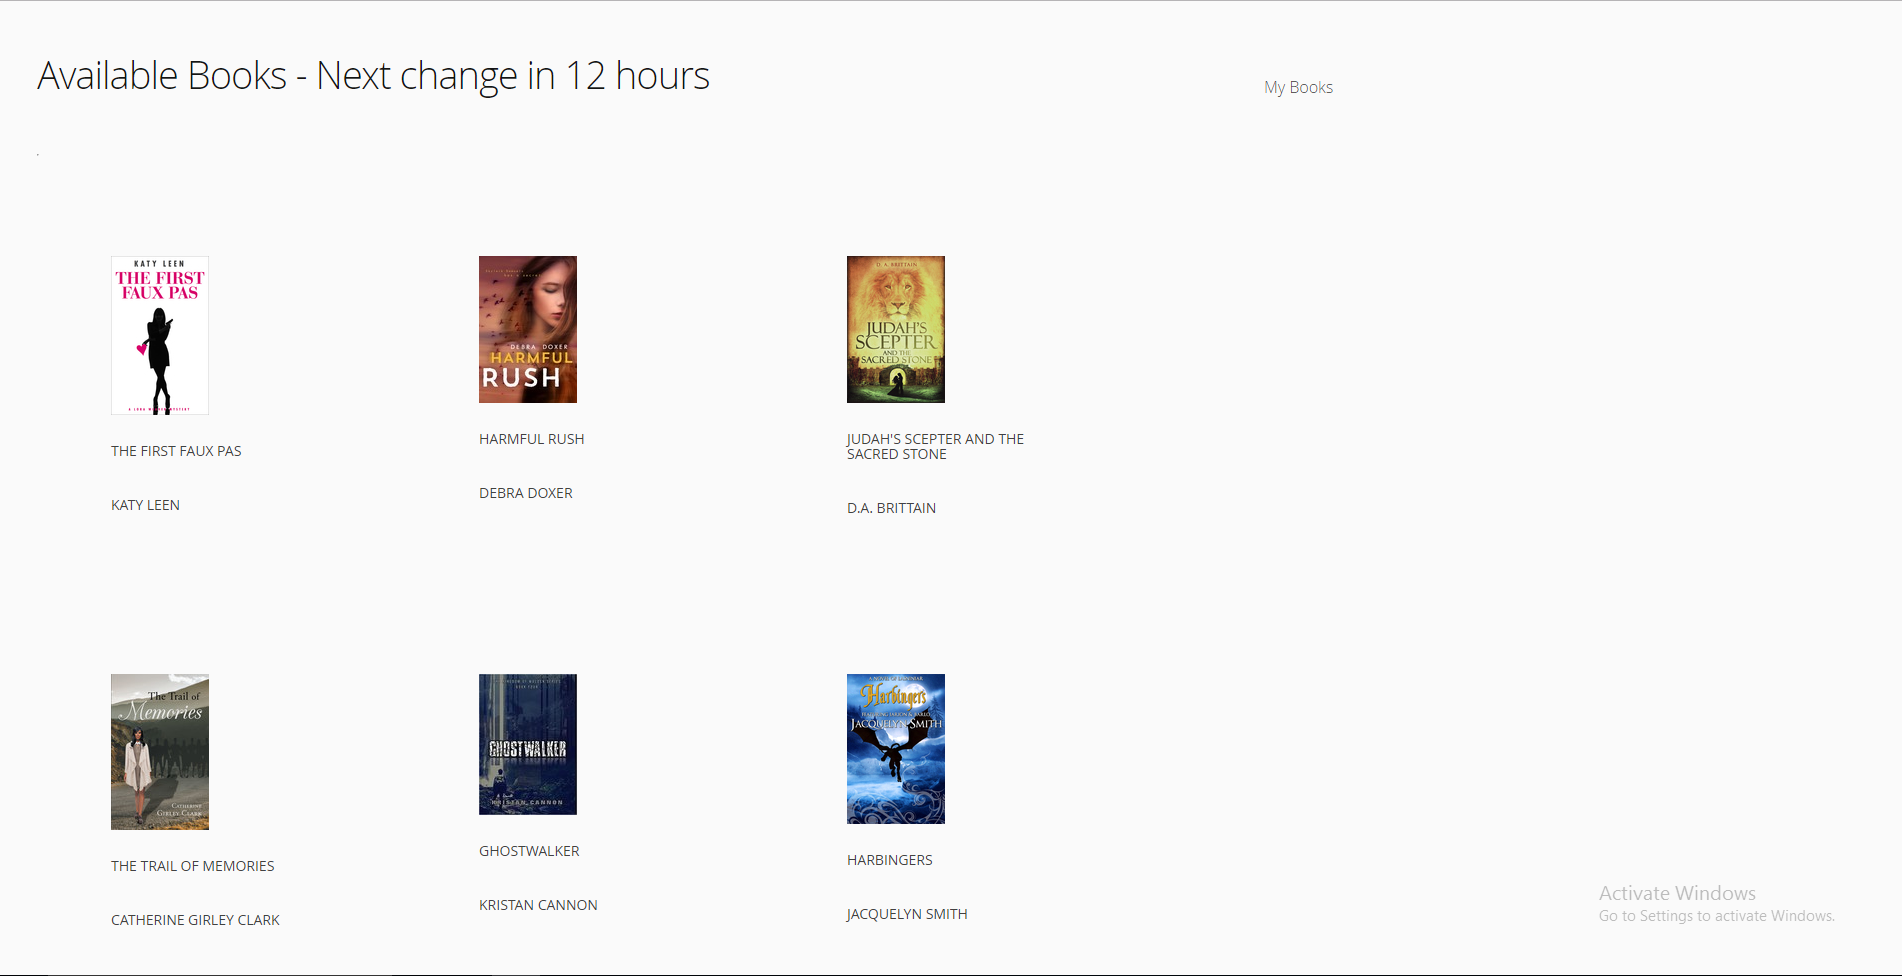 Available Books - Next change in 12 hours
My Books
.
KATY LEEN
THE FIRST
FAUX PAS
THE FIRST FAUX PAS
KATY LEEN
DEBRA DOXER
HARMFUL
RUSH
HARMFUL RUSH
DEBRA DOXER
D. A. BRITTAIN
JUDAH'S
SCEPTER
AND THE
SACRED STONE
JUDAH'S SCEPTER AND THE
SACRED STONE
D.A. BRITTAIN
The Trail of
Memories
CATHERINE
GIRLEY CLARK
THE TRAIL OF MEMORIES
CATHERINE GIRLEY CLARK
GHOSTWALKER
KRISTAN CANNON
GHOSTWALKER
KRISTAN CANNON
Harbingers
JACQUELYN SMITH
HARBINGERS
JACQUELYN SMITH
Activate Windows
Go to Settings to activate Windows.